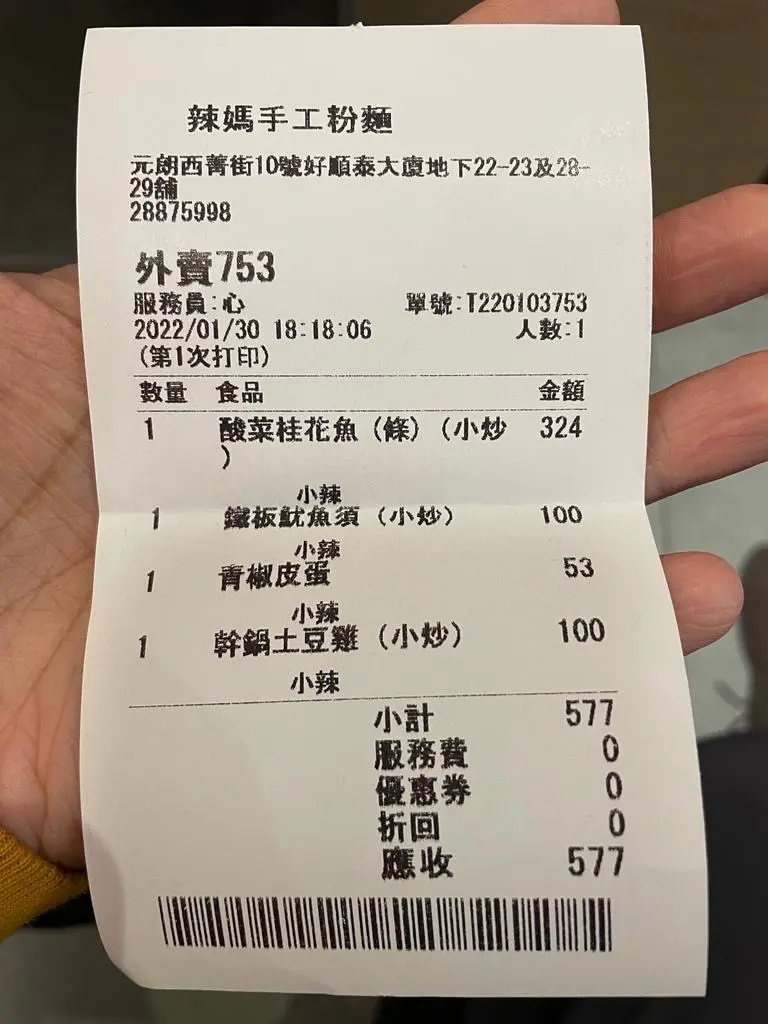 辣媽手工粉麵
元朗西菁街10號好順泰大廈地下22-23及28-
29舖
28875998
外賣753
服務員:心 單號:T220103753
2022/01/30 18:18:06 人數:1
(第1次打印)
數量 食品 金額
1 酸菜桂花魚 (條) (小炒 324
)
小辣
1 鐵板魷魚須 (小炒) 100
小辣
1 青椒皮蛋 53
小辣
1 幹鍋土豆雞 (小炒) 100
小辣
小計 577
服務費 0
優惠券 0
折回 0
應收 577